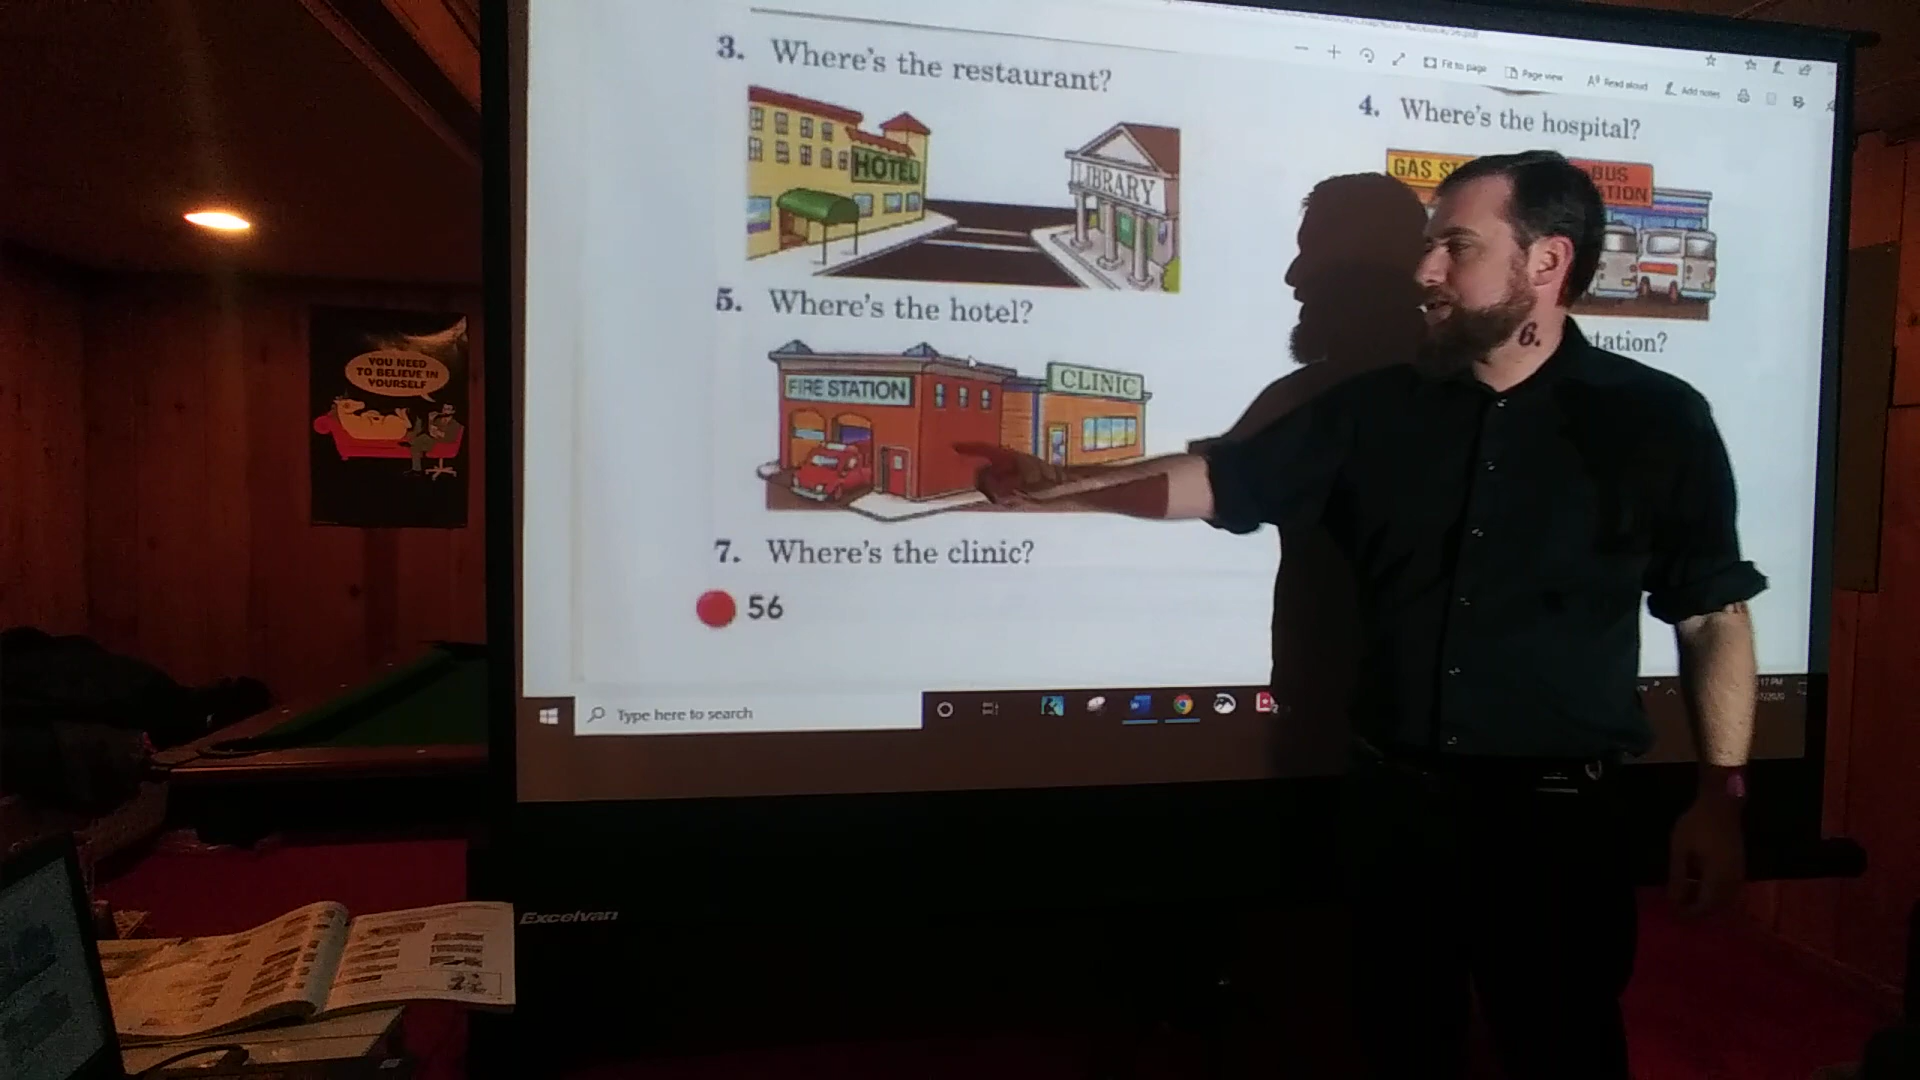 Fit to page
Page view
Read aloud
Add notes
3. Where's the restaurant?
HOTEL
LIBRARY
4. Where's the hospital?
GAS
BUS
5. Where's the hotel?
FIRE STATION
CLINIC
6.
7. Where's the clinic?
56
Type here to search
YOU NEED
TO BELIEVE IN
YOURSELF
Excelvan